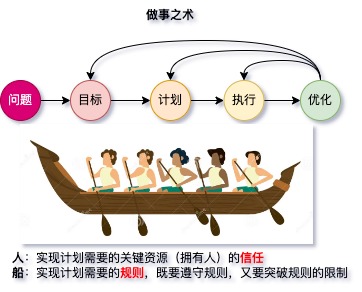 做事之术
问题 目标 计划 执行 优化
人：实现计划需要的关键资源（拥有人）的信任
船：实现计划需要的规则，既要遵守规则，又要突破规则的限制